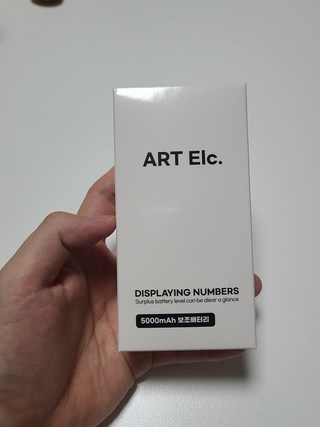 ART Elc.
DISPLAYING NUMBERS
Surplus battery level can be clear a glance
5000mAh 보조배터리